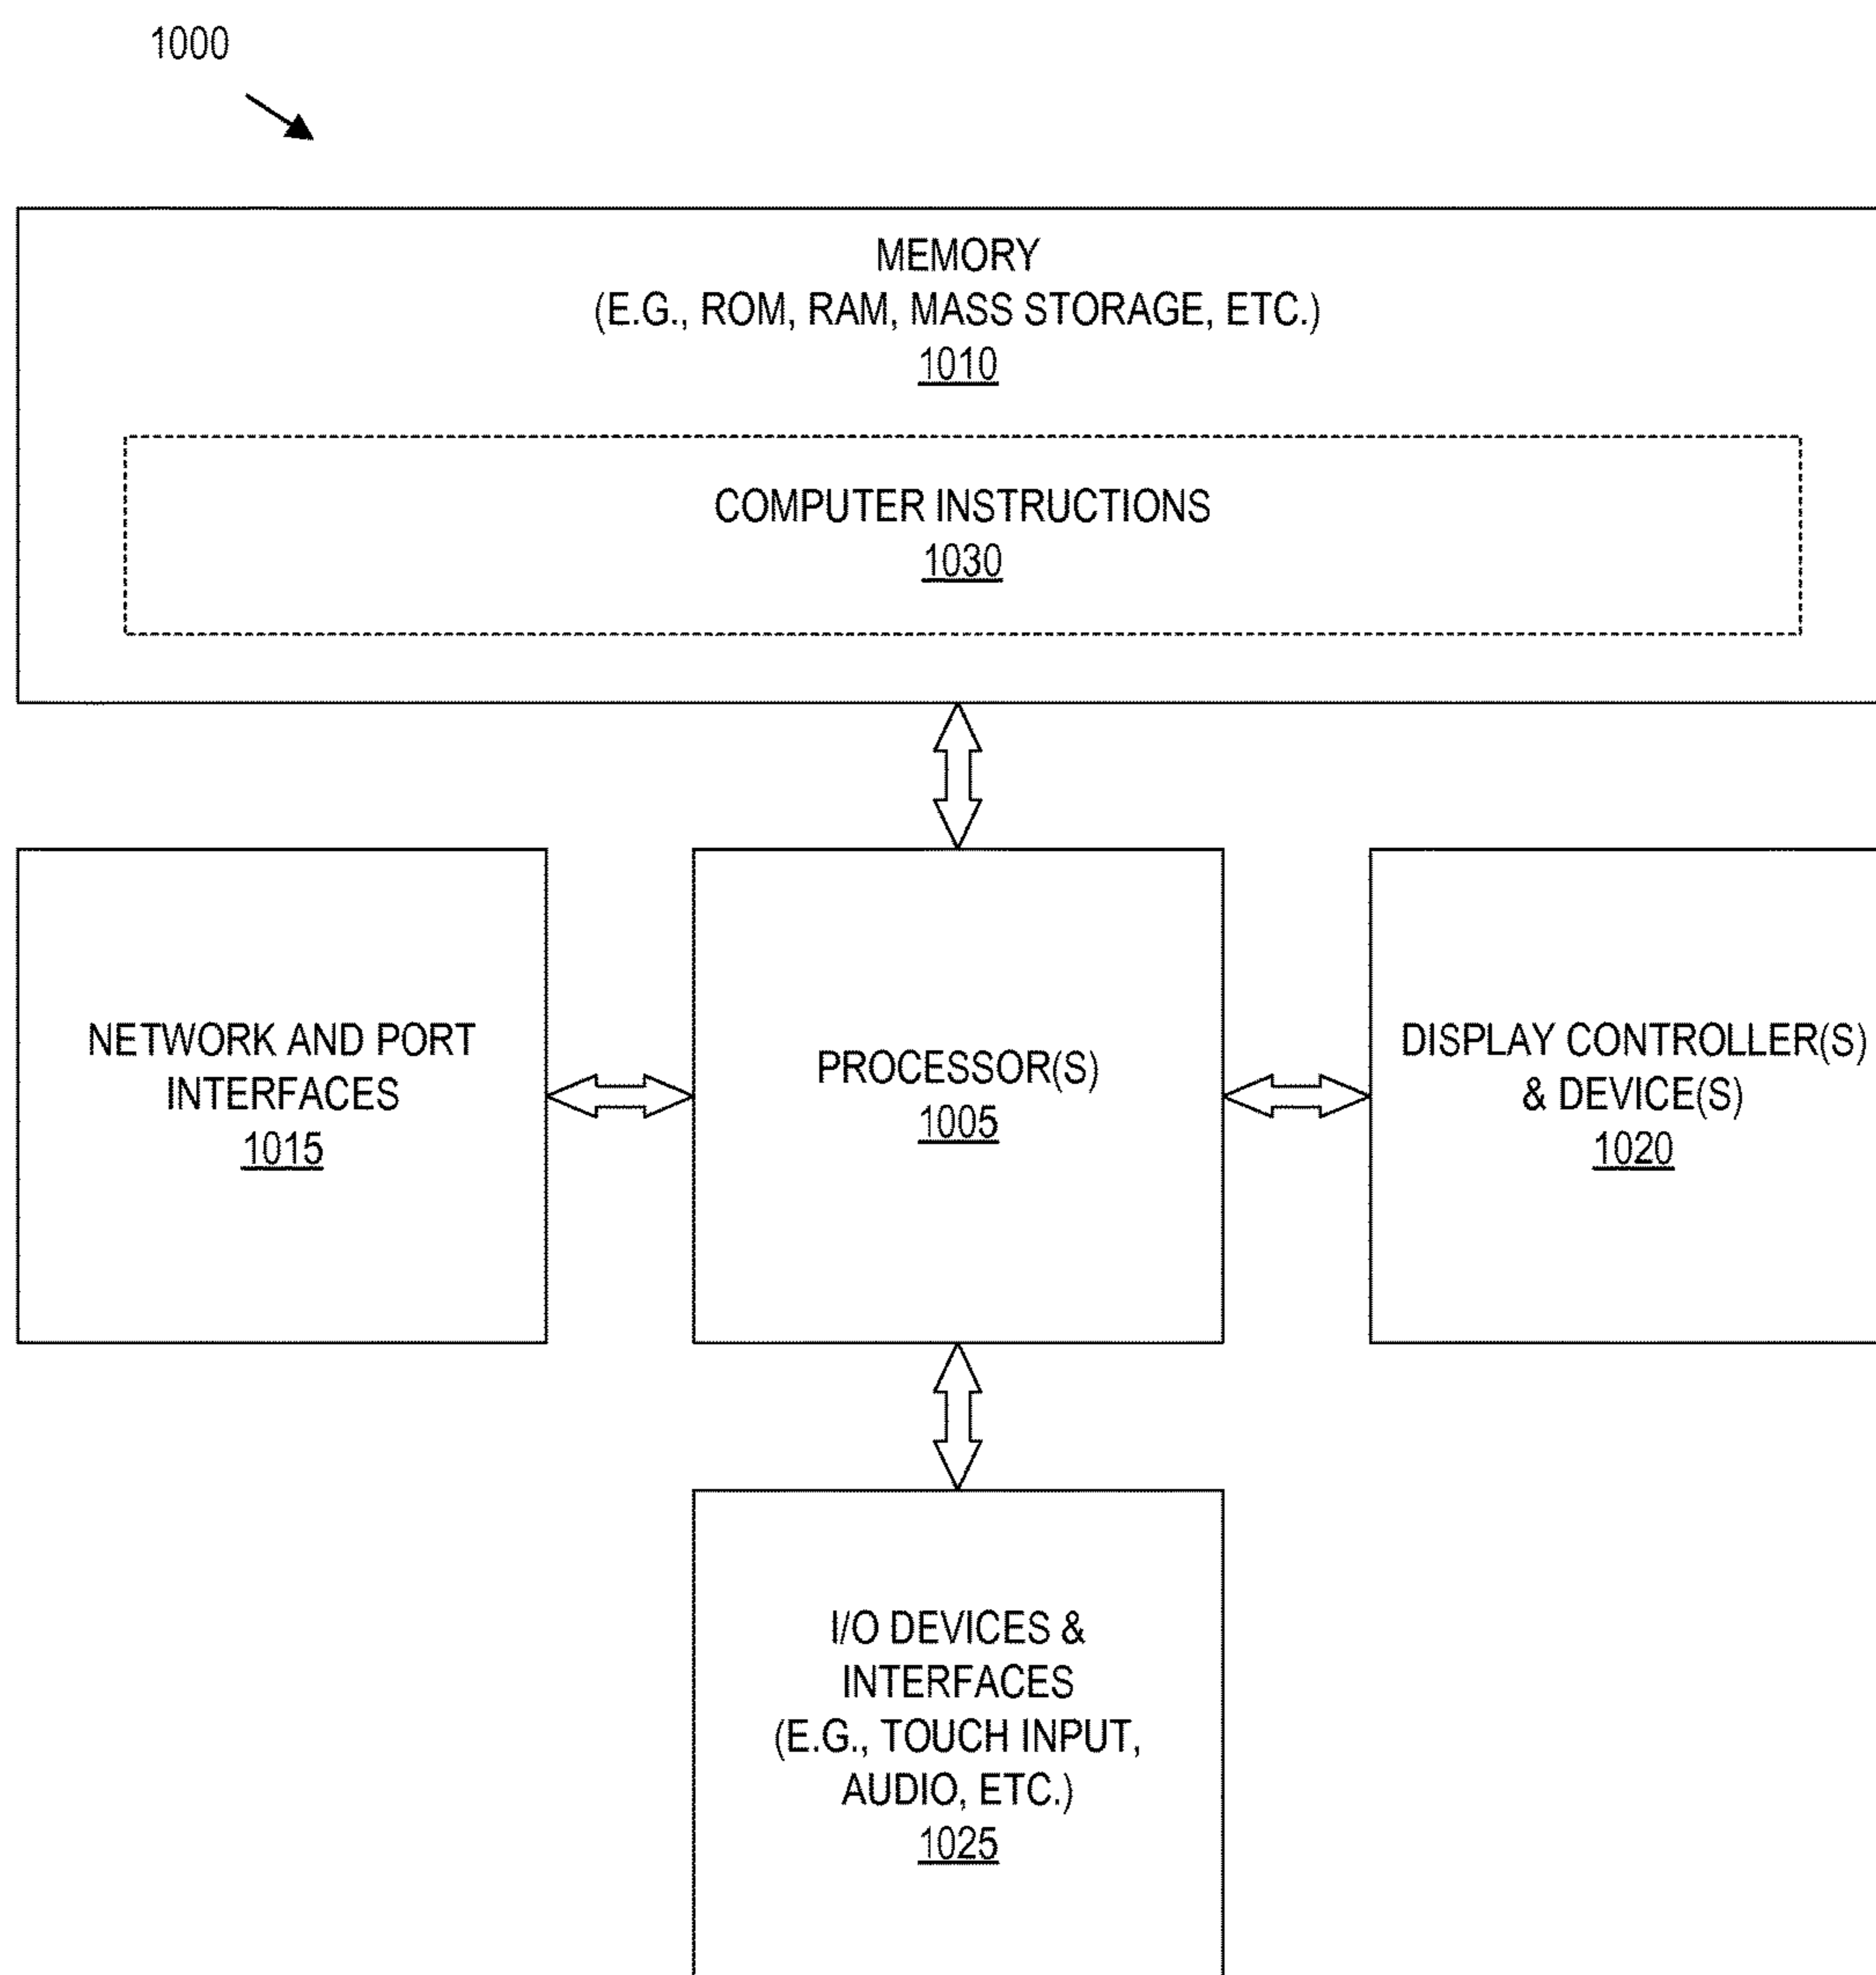 1000
MEMORY
(E.G., ROM, RAM, MASS STORAGE, ETC.)
1010
COMPUTER INSTRUCTIONS
1030
NETWORK AND PORT
INTERFACES
1015
PROCESSOR(S)
1005
DISPLAY CONTROLLER(S)
& DEVICE(S)
1020
I/O DEVICES &
INTERFACES
(E.G., TOUCH INPUT,
AUDIO, ETC.)
1025